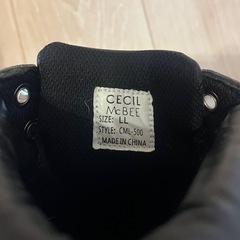 CECIL
McBEE
SIZE: LL
STYLE: CML-500
MADE IN CHINA